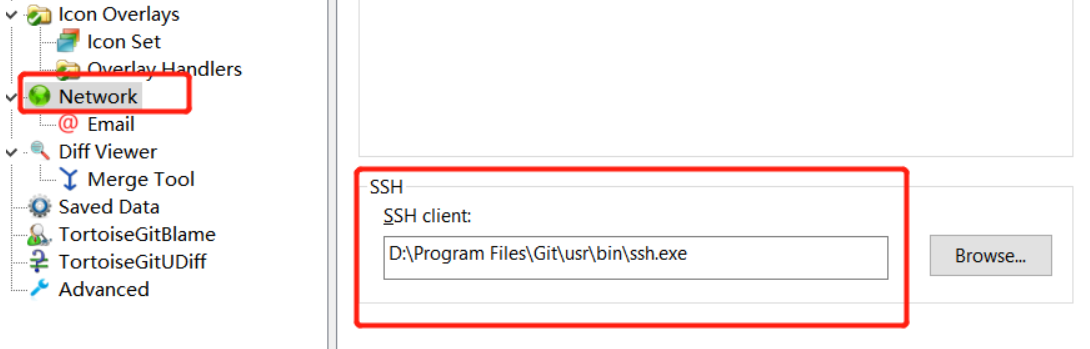 Icon Overlays
Icon Set
Overlay Handlers
Network
@ Email
Diff Viewer
Merge Tool
Saved Data
TortoiseGitBlame
TortoiseGitUDiff
Advanced
SSH
SSH client:
D:\Program Files\Git\usr\bin\ssh.exe
Browse...